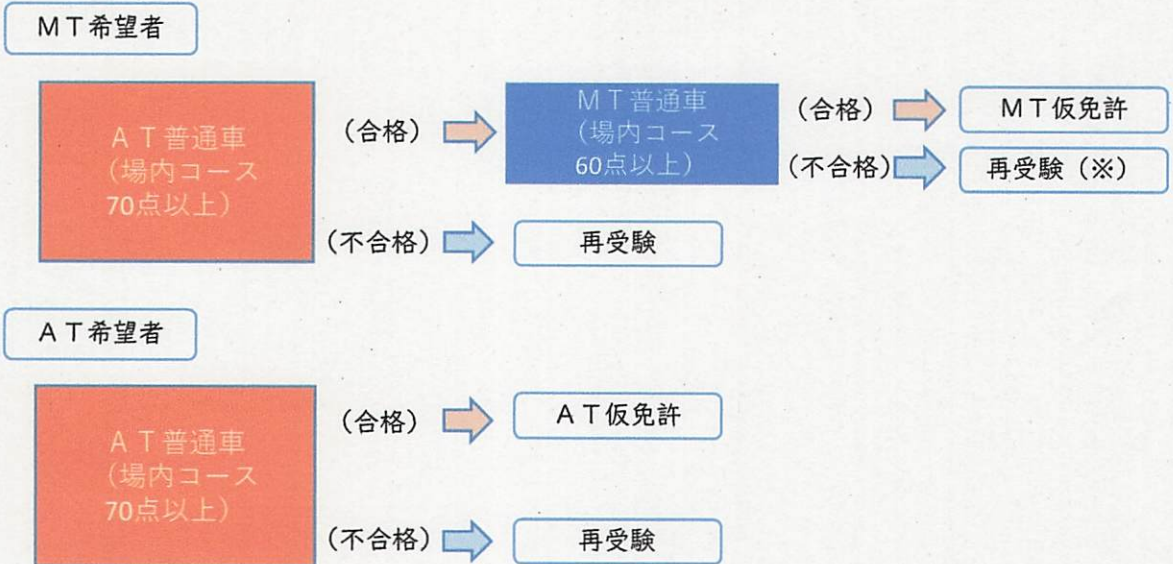 ＭＴ希望者
ＡＴ普通車
（場内コース
70点以上）
（合格）
ＭＴ普通車
（場内コース
60点以上）
（合格）
ＭＴ仮免許
（不合格）
再受験（※）
（不合格）
再受験
ＡＴ希望者
ＡＴ普通車
（場内コース
70点以上）
（合格）
ＡＴ仮免許
（不合格）
再受験